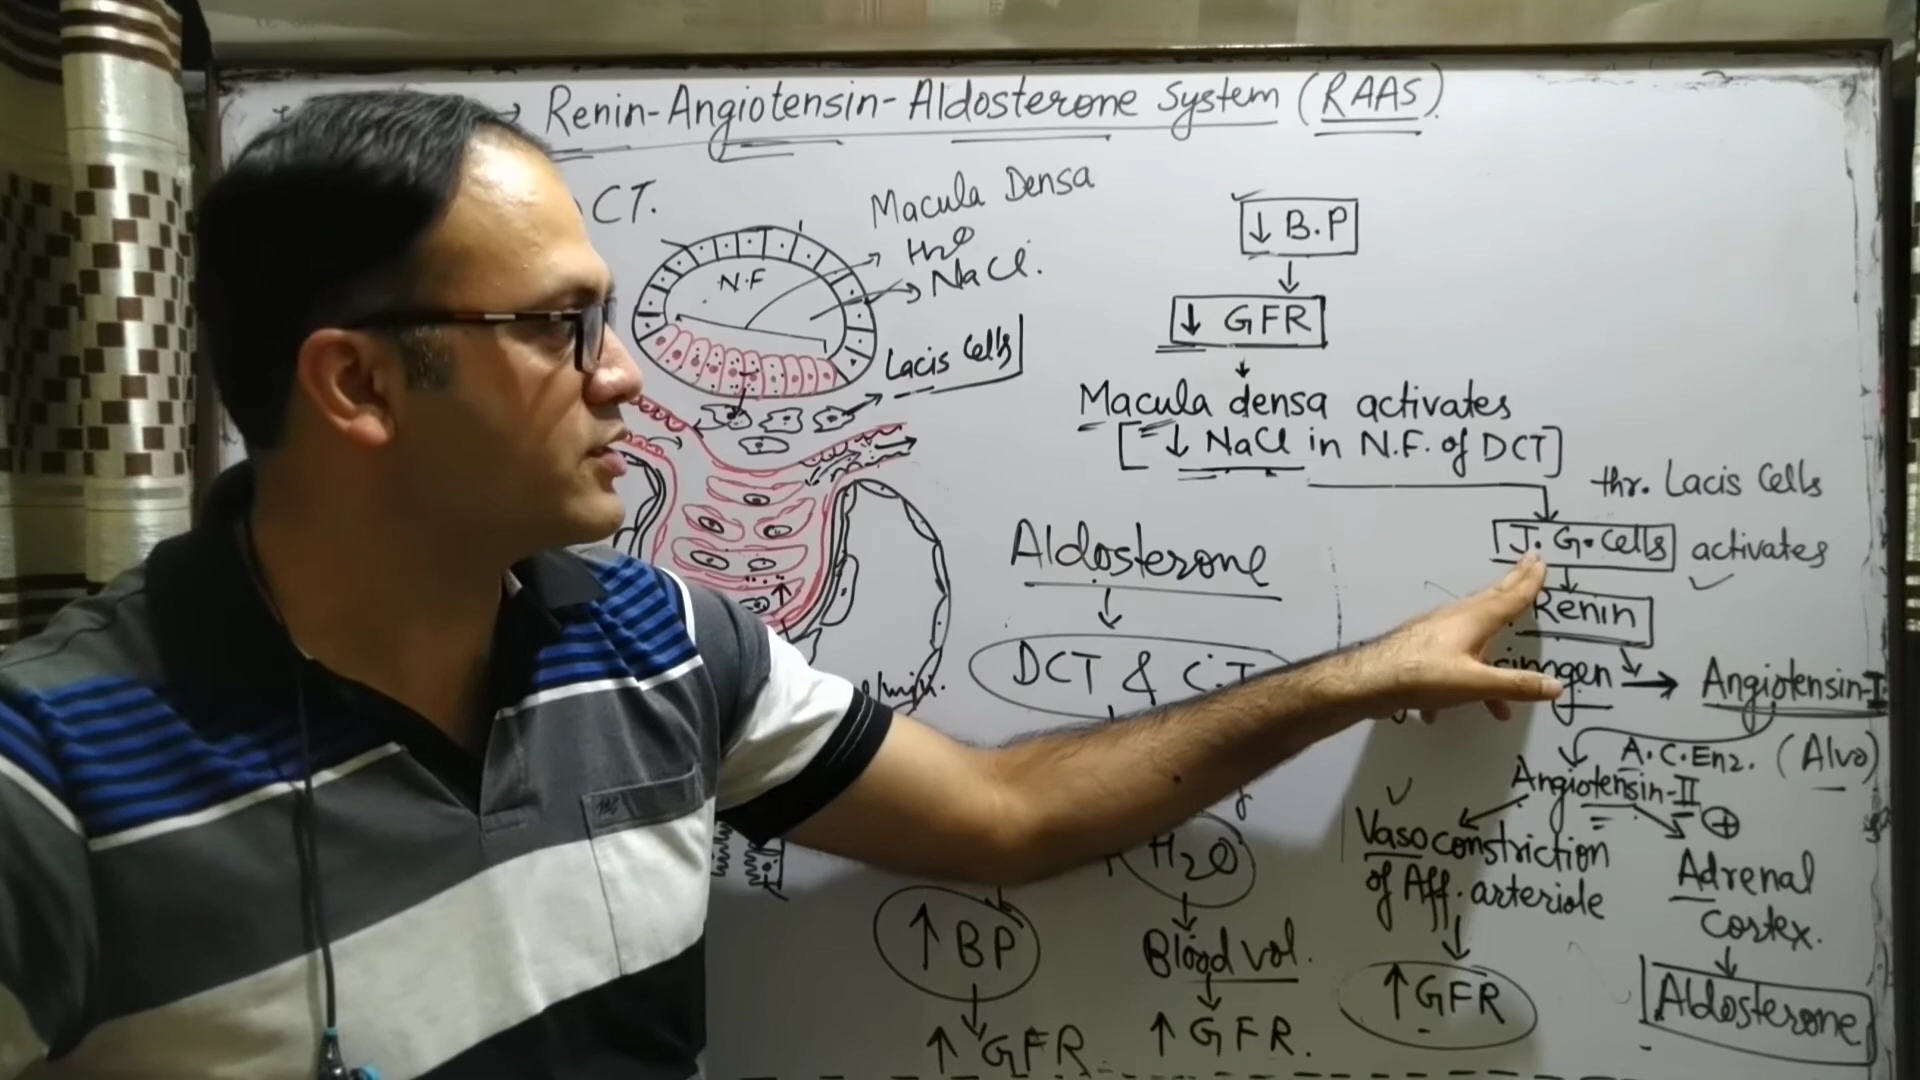 Renin-Angiotensin-Aldosterone System (RAAS)
CT.
Macula Densa
H2O
NaCl.
N.F
Lacis Cells
↓ B.P
↓ GFR
Macula densa activates
[↓ NaCl in N.F. of DCT]
thr. Lacis Cells
J.G.Cells activates
Renin
→ Angiotensin-I
A.C.Enz. (Alvo)
Angiotensin-II
+
Vasoconstriction
of Aff. arteriole
↑ GFR
Adrenal
cortex.
Aldosterone
Aldosterone
DCT & C.T
H2O
Blood vol.
↑ GFR.
↑ BP
↑ GFR.